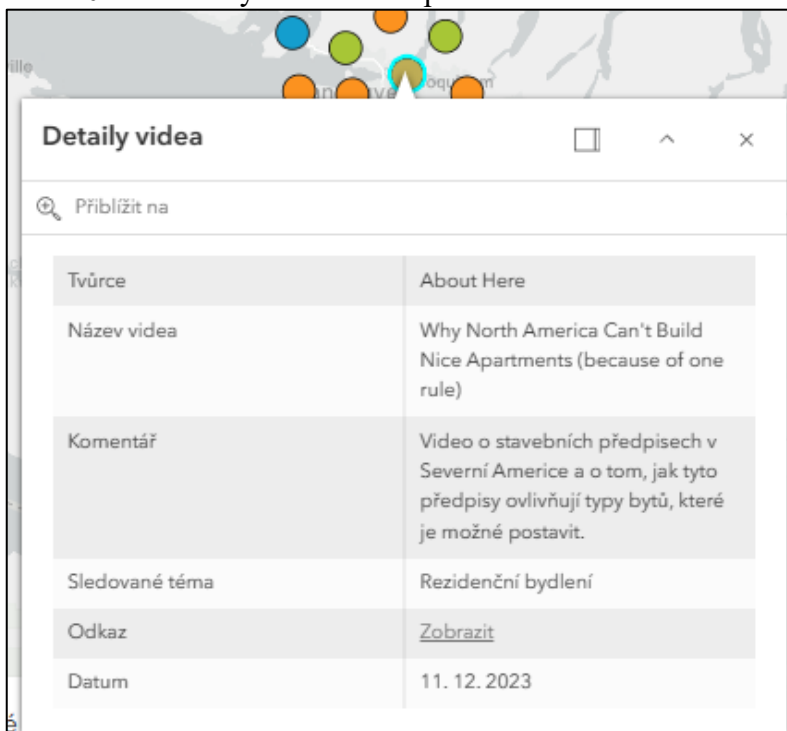 ville
oquitlam
Detaily videa
Přiblížit na
Tvůrce About Here
Název videa Why North America Can't Build
Nice Apartments (because of one
rule)
Komentář Video o stavebních předpisech v
Severní Americe a o tom, jak tyto
předpisy ovlivňují typy bytů, které
je možné postavit.
Sledované téma Rezidenční bydlení
Odkaz Zobrazit
Datum 11. 12. 2023
é